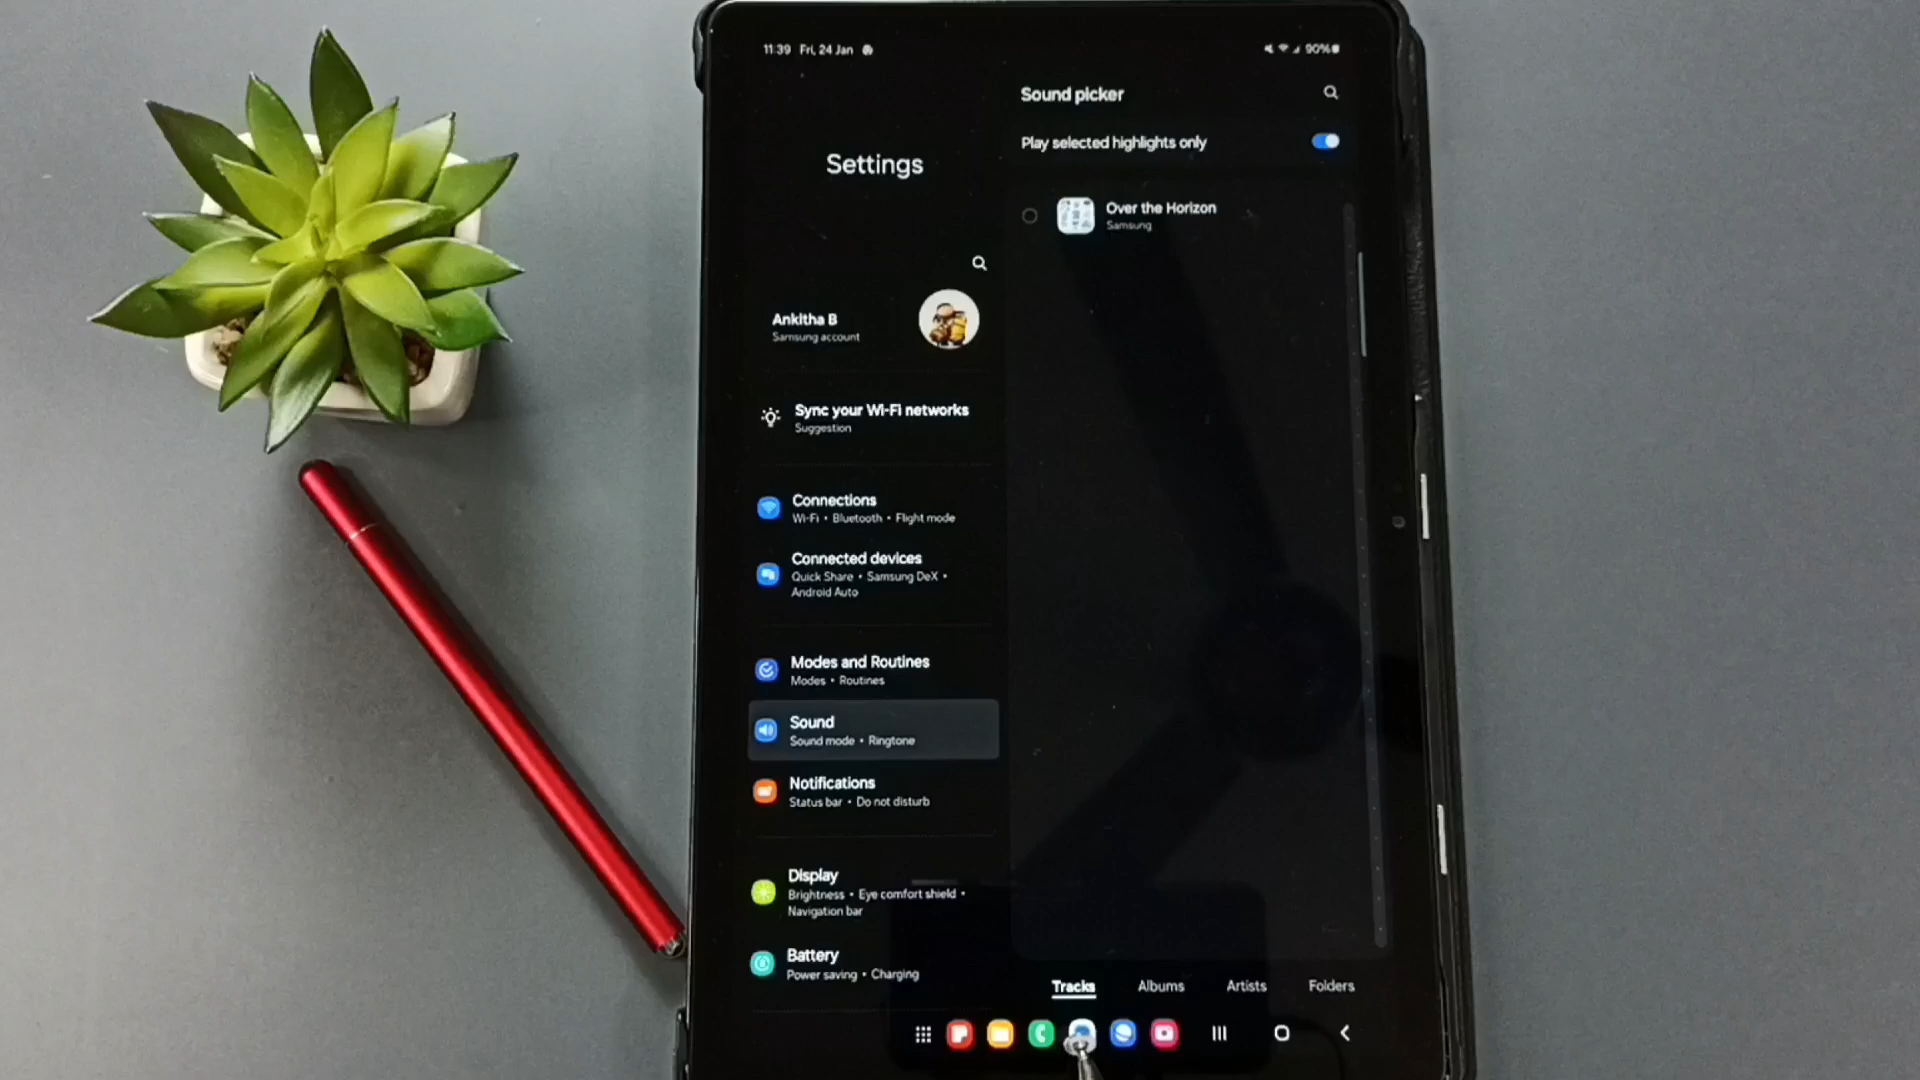 11:39 Fri, 24 Jan
90%
Settings
Ankitha B
Samsung account
Sync your Wi-Fi networks
Suggestion
Connections
Wi-Fi • Bluetooth • Flight mode
Connected devices
Quick Share • Samsung DeX •
Android Auto
Modes and Routines
Modes • Routines
Sound
Sound mode • Ringtone
Notifications
Status bar • Do not disturb
Display
Brightness • Eye comfort shield •
Navigation bar
Battery
Power saving • Charging
Sound picker
Play selected highlights only
Over the Horizon
Samsung
Tracks Albums Artists Folders